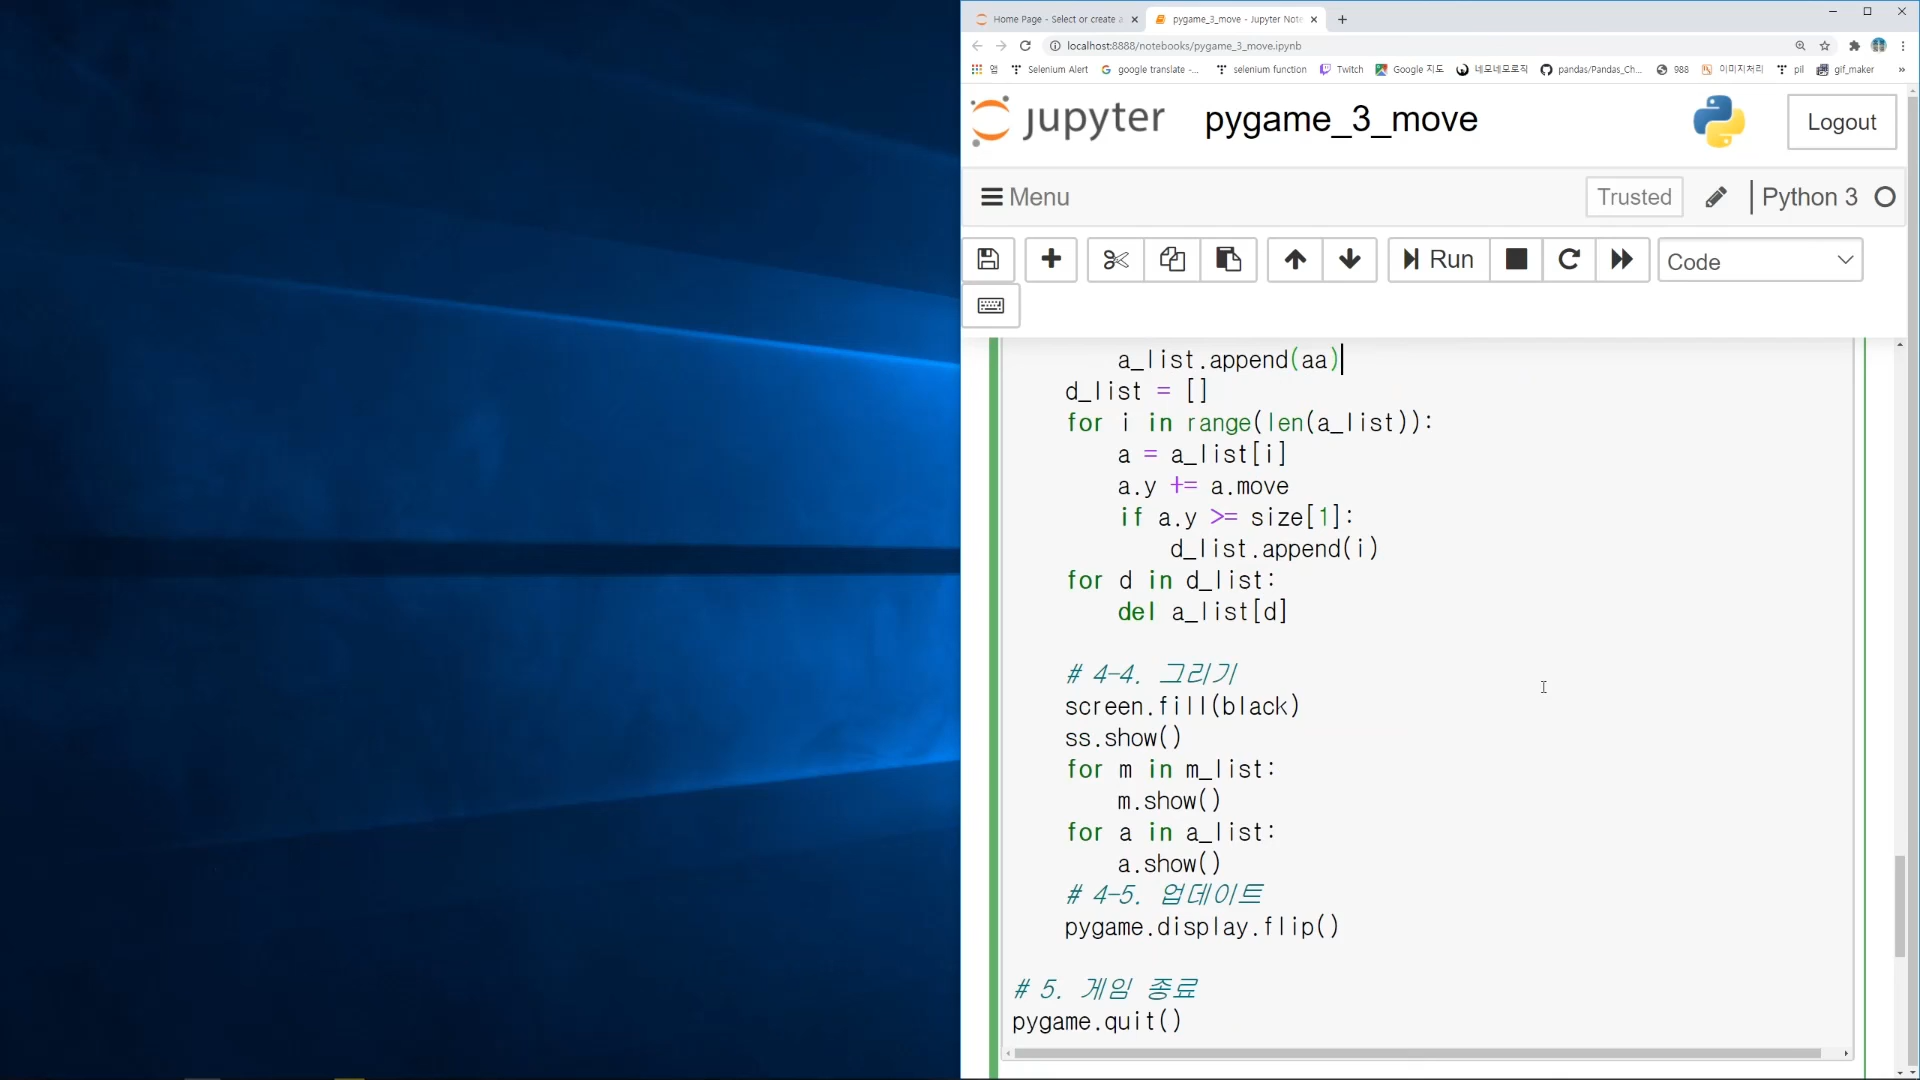 Home Page - Select or create a
pygame_3_move - Jupyter Note
localhost:8888/notebooks/pygame_3_move.ipynb
앱 Selenium Alert google translate -... selenium function Twitch Google 지도 네모네모로직 pandas/Pandas_Ch... 988 이미지처리 pil gif_maker »
jupyter pygame_3_move Logout
Menu Trusted Python 3
Run Code
a_list.append(aa)
d_list = []
for i in range(len(a_list)):
a = a_list[i]
a.y += a.move
if a.y >= size[1]:
d_list.append(i)
for d in d_list:
del a_list[d]
# 4-4. 그리기
screen.fill(black)
ss.show()
for m in m_list:
m.show()
for a in a_list:
a.show()
# 4-5. 업데이트
pygame.display.flip()
# 5. 게임 종료
pygame.quit()